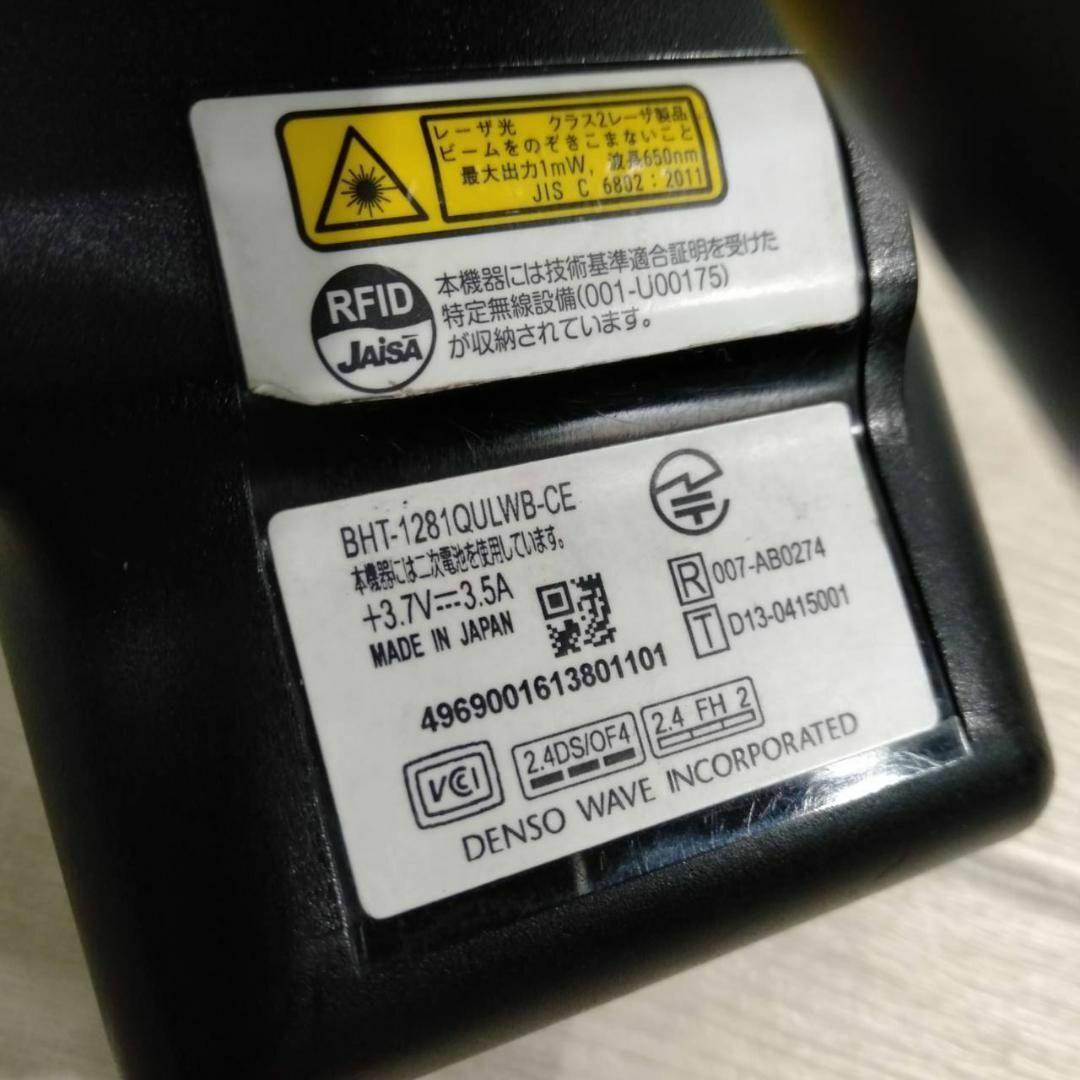 レーザ光 クラス2レーザ製品
ビームをのぞきこまないこと
最大出力1mW, 波長650nm
JIS C 6802:2011
RFID
JAISA
本機器には技術基準適合証明を受けた
特定無線設備(001-U00175)
が収納されています。
BHT-1281QULWB-CE
本機器には二次電池を使用しています。
+3.7V⎓3.5A
MADE IN JAPAN
R 007-AB0274
T D13-0415001
4969001613801101
VCI
2.4DS/OF4
2.4 FH 2
DENSO WAVE INCORPORATED